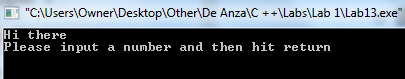 "C:\Users\Owner\Desktop\Other\De Anza\C ++\Labs\Lab 1\Lab13.exe"
Hi there
Please input a number and then hit return